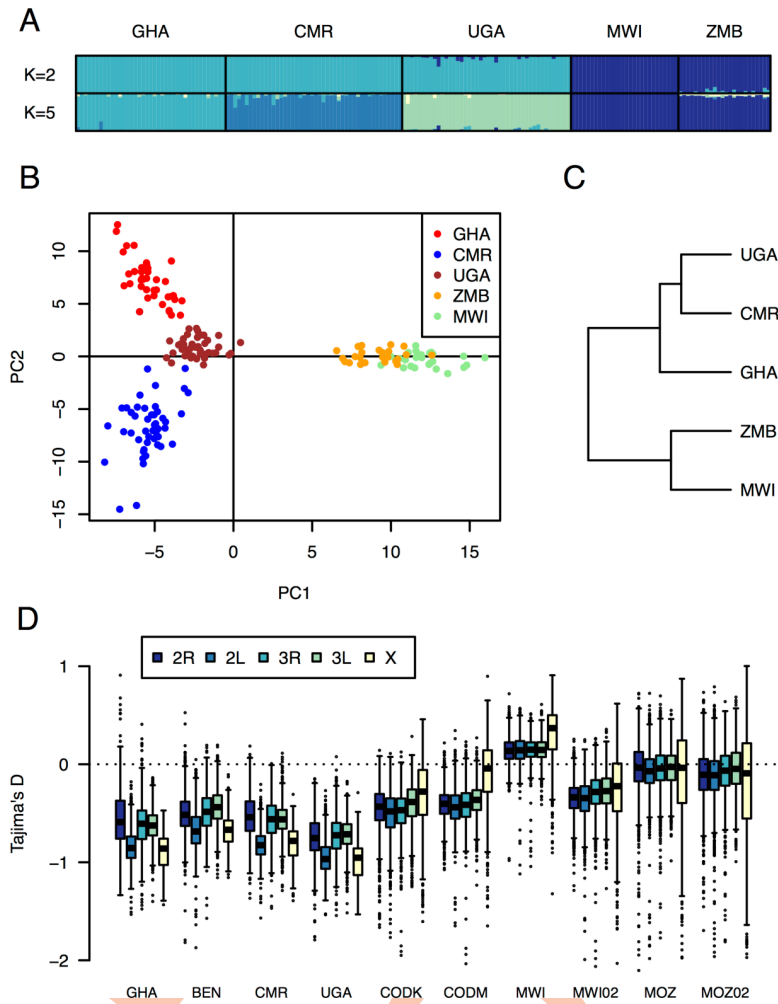 A
GHA CMR UGA MWI ZMB
K=2
K=5
B
C
10
5
0
−5
−10
−15
PC2
GHA
CMR
UGA
ZMB
MWI
−5 0 5 10 15
PC1
UGA
CMR
GHA
ZMB
MWI
D
2R 2L 3R 3L X
1
0
−1
−2
Tajima's D
GHA BEN CMR UGA CODK CODM MWI MWI02 MOZ MOZ02